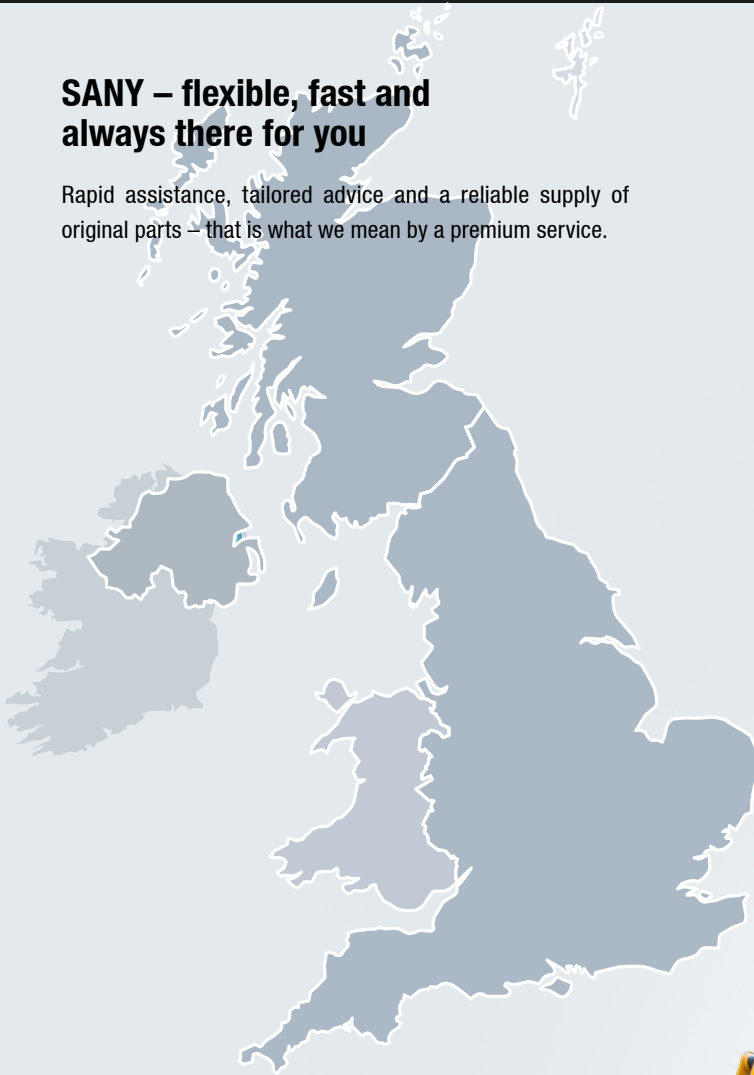 SANY – flexible, fast and
always there for you
Rapid assistance, tailored advice and a reliable supply of
original parts – that is what we mean by a premium service.